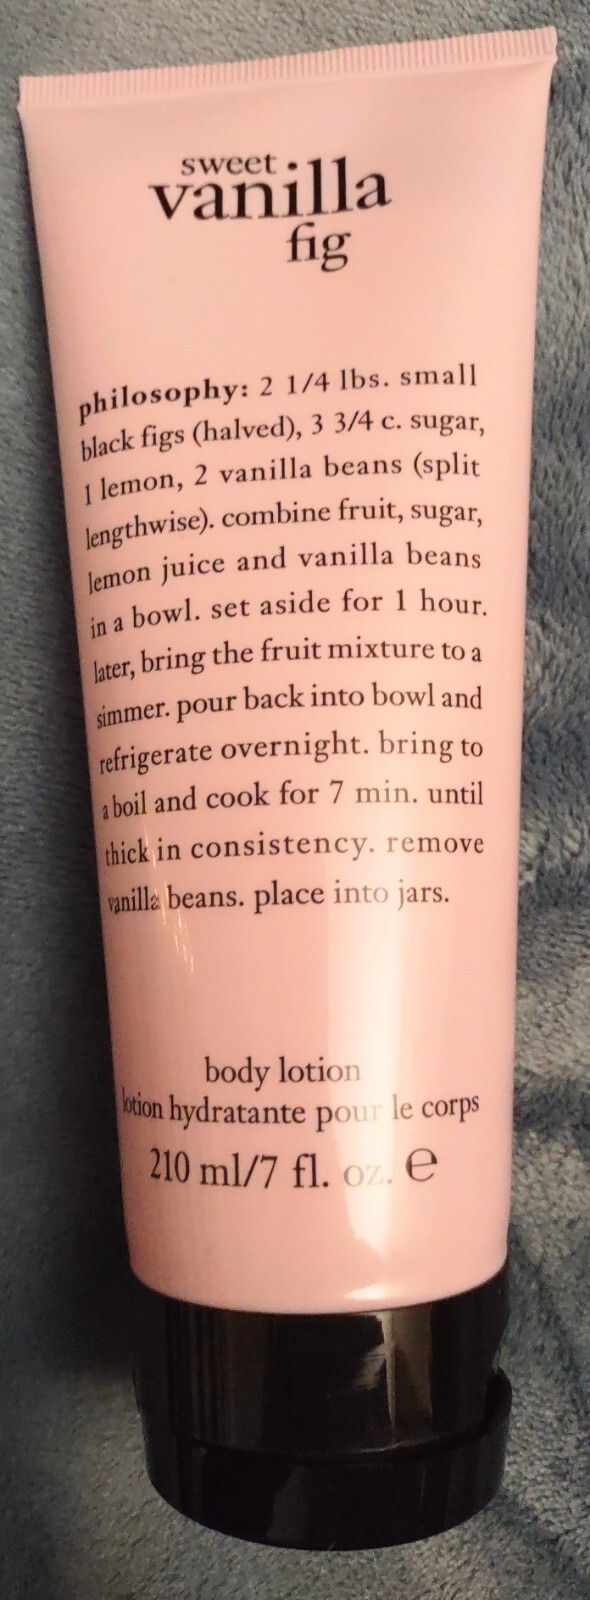 sweet
vanilla
fig
philosophy: 2 1/4 lbs. small
black figs (halved), 3 3/4 c. sugar,
1 lemon, 2 vanilla beans (split
lengthwise). combine fruit, sugar,
lemon juice and vanilla beans
in a bowl. set aside for 1 hour.
later, bring the fruit mixture to a
simmer. pour back into bowl and
refrigerate overnight. bring to
a boil and cook for 7 min. until
thick in consistency. remove
vanilla beans. place into jars.
body lotion
lotion hydratante pour le corps
210 ml/7 fl. oz. e